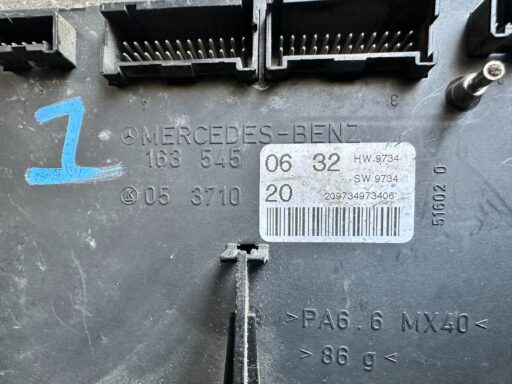 1
MERCEDES-BENZ
163 545 06 32 HW.9734
SW.9734
05 3710 20 209734973406
51602 0
>PA6.6 MX40<
>86 g<